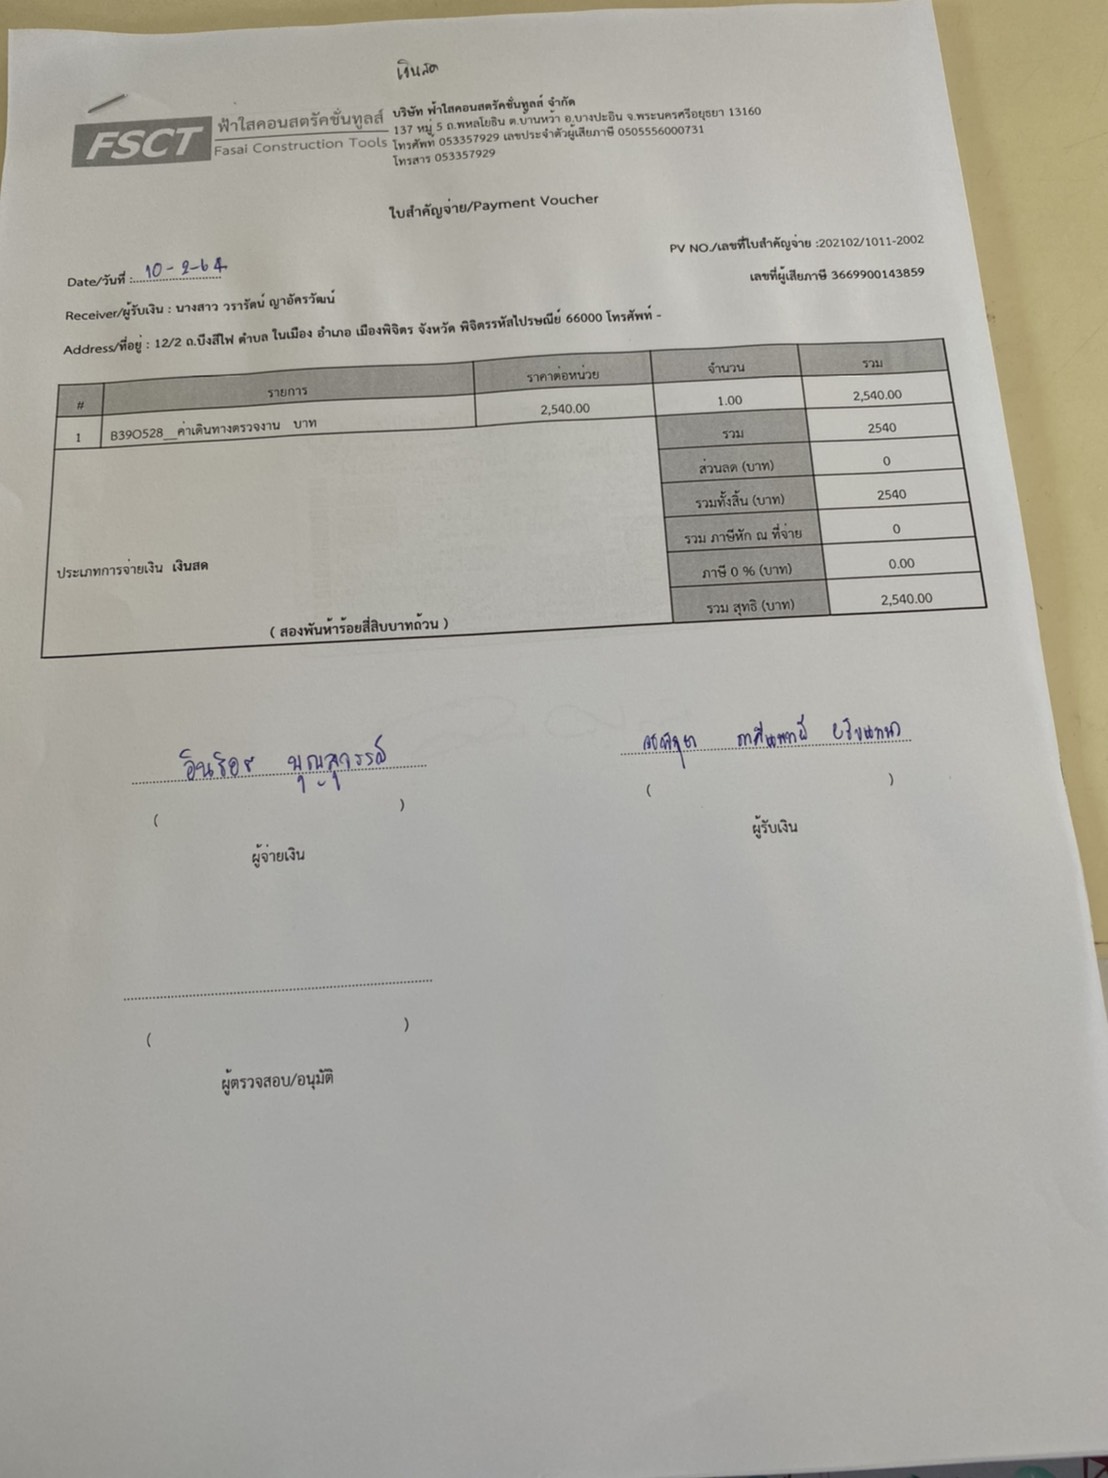 เงินสด
FSCT
ฟ้าใสคอนสตรัคชั่นทูลส์
Fasai Construction Tools
บริษัท ฟ้าใสคอนสตรัคชั่นทูลส์ จำกัด
137 หมู่ 5 ถ.พหลโยธิน ต.บ้านหว้า อ.บางปะอิน จ.พระนครศรีอยุธยา 13160
โทรศัพท์ 053357929 เลขประจำตัวผู้เสียภาษี 0505556000731
โทรสาร 053357929
ใบสำคัญจ่าย/Payment Voucher
PV NO./เลขที่ใบสำคัญจ่าย :202102/1011-2002
Date/วันที่ : 10-2-64
เลขที่ผู้เสียภาษี 3669900143859
Receiver/ผู้รับเงิน : นางสาว วรารัตน์ ญาอัครวัฒน์
Address/ที่อยู่ : 12/2 ถ.บึงสีไฟ ตำบล ในเมือง อำเภอ เมืองพิจิตร จังหวัด พิจิตรรหัสไปรษณีย์ 66000 โทรศัพท์ -
# รายการ ราคาต่อหน่วย จำนวน รวม
1 B39O528__ค่าเดินทางตรวจงาน บาท 2,540.00 1.00 2,540.00
รวม 2540
ส่วนลด (บาท) 0
รวมทั้งสิ้น (บาท) 2540
รวม ภาษีหัก ณ ที่จ่าย 0
ประเภทการจ่ายเงิน เงินสด
ภาษี 0 % (บาท) 0.00
รวม สุทธิ (บาท) 2,540.00
( สองพันห้าร้อยสี่สิบบาทถ้วน )
บุญสุวรรณ์
( )
( )
ผู้จ่ายเงิน
ผู้รับเงิน
( )
ผู้ตรวจสอบ/อนุมัติ